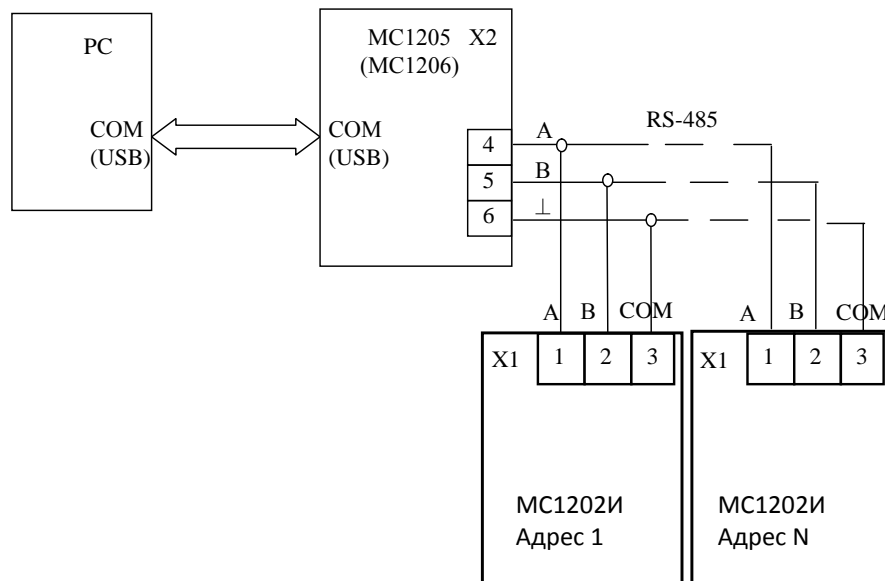 PC
COM
(USB)
MC1205 X2
(MC1206)
COM
(USB)
4
5
6
A
B
⊥
RS-485
A B COM
X1 1 2 3
МС1202И
Адрес 1
A B COM
X1 1 2 3
МС1202И
Адрес N